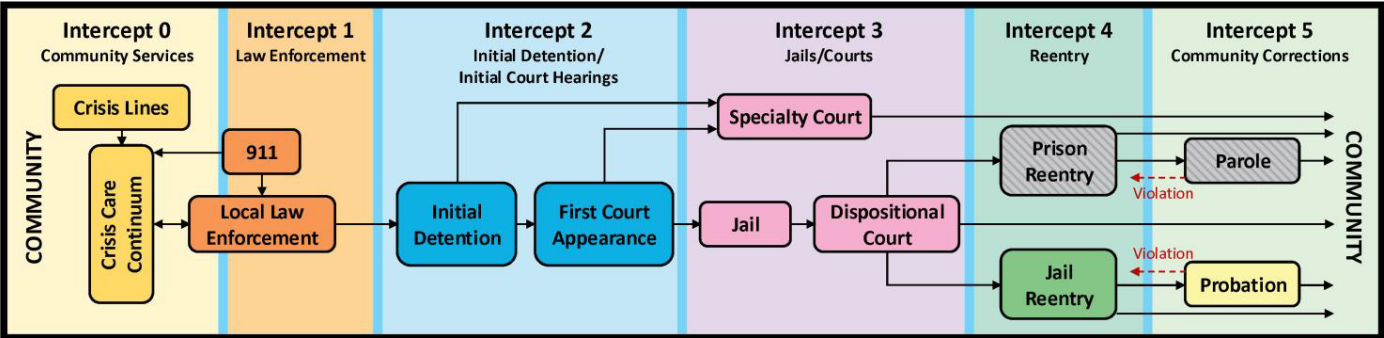 Intercept 0
Community Services
Intercept 1
Law Enforcement
Intercept 2
Initial Detention/
Initial Court Hearings
Intercept 3
Jails/Courts
Intercept 4
Reentry
Intercept 5
Community Corrections
COMMUNITY
Crisis Lines
Crisis Care
Continuum
911
Local Law
Enforcement
Initial
Detention
First Court
Appearance
Specialty Court
Jail
Dispositional
Court
Prison
Reentry
Violation
Parole
Jail
Reentry
Violation
Probation
COMMUNITY